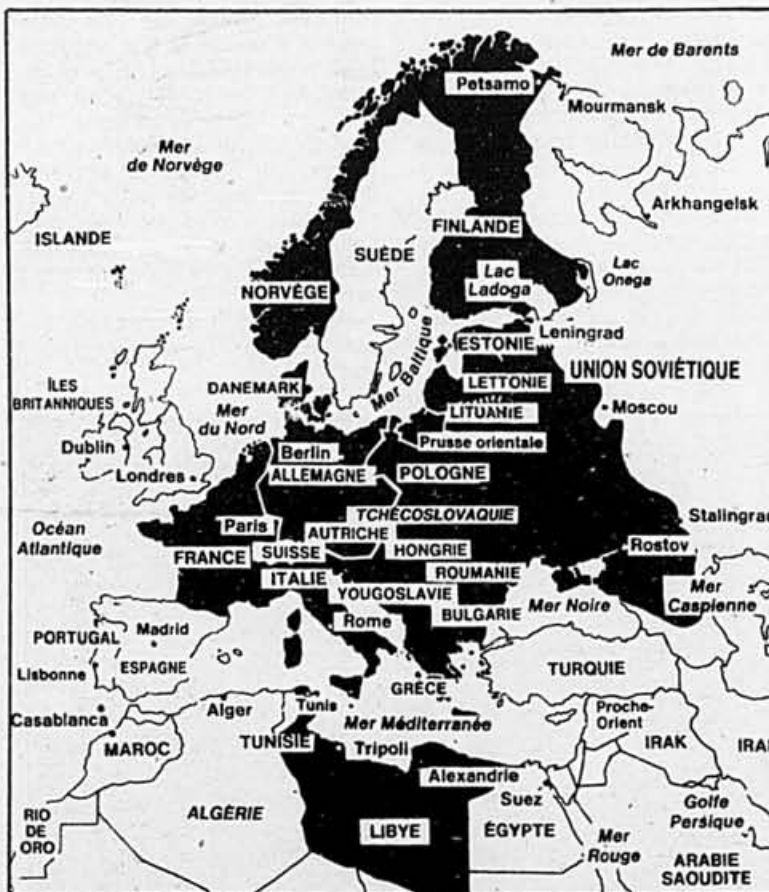 Mer de Barents
Petsamo
Mourmansk
Mer
de Norvège
Arkhangelsk
ISLANDE
FINLANDE
SUÈDE
Lac
Ladoga
Lac
Onega
NORVÈGE
Leningrad
ESTONIE
Mer Baltique
UNION SOVIÉTIQUE
LETTONIE
DANEMARK
ÎLES
BRITANNIQUES
Mer
du Nord
LITUANIE
Moscou
Prusse orientale
Dublin
Berlin
Londres
ALLEMAGNE
POLOGNE
TCHÉCOSLOVAQUIE
Stalingrad
Océan
Atlantique
Paris
AUTRICHE
Rostov
FRANCE
SUISSE
HONGRIE
ITALIE
ROUMANIE
Mer
Caspienne
YOUGOSLAVIE
Mer Noire
BULGARIE
PORTUGAL
Madrid
Rome
Lisbonne
ESPAGNE
TURQUIE
GRÈCE
Casablanca
Alger
Tunis
Mer Méditerranée
Proche-
Orient
MAROC
TUNISIE
Tripoli
IRAK
IRAN
Alexandrie
Suez
RIO
DE
ORO
ALGÉRIE
LIBYE
ÉGYPTE
Golfe
Persique
Mer
Rouge
ARABIE
SAOUDITE